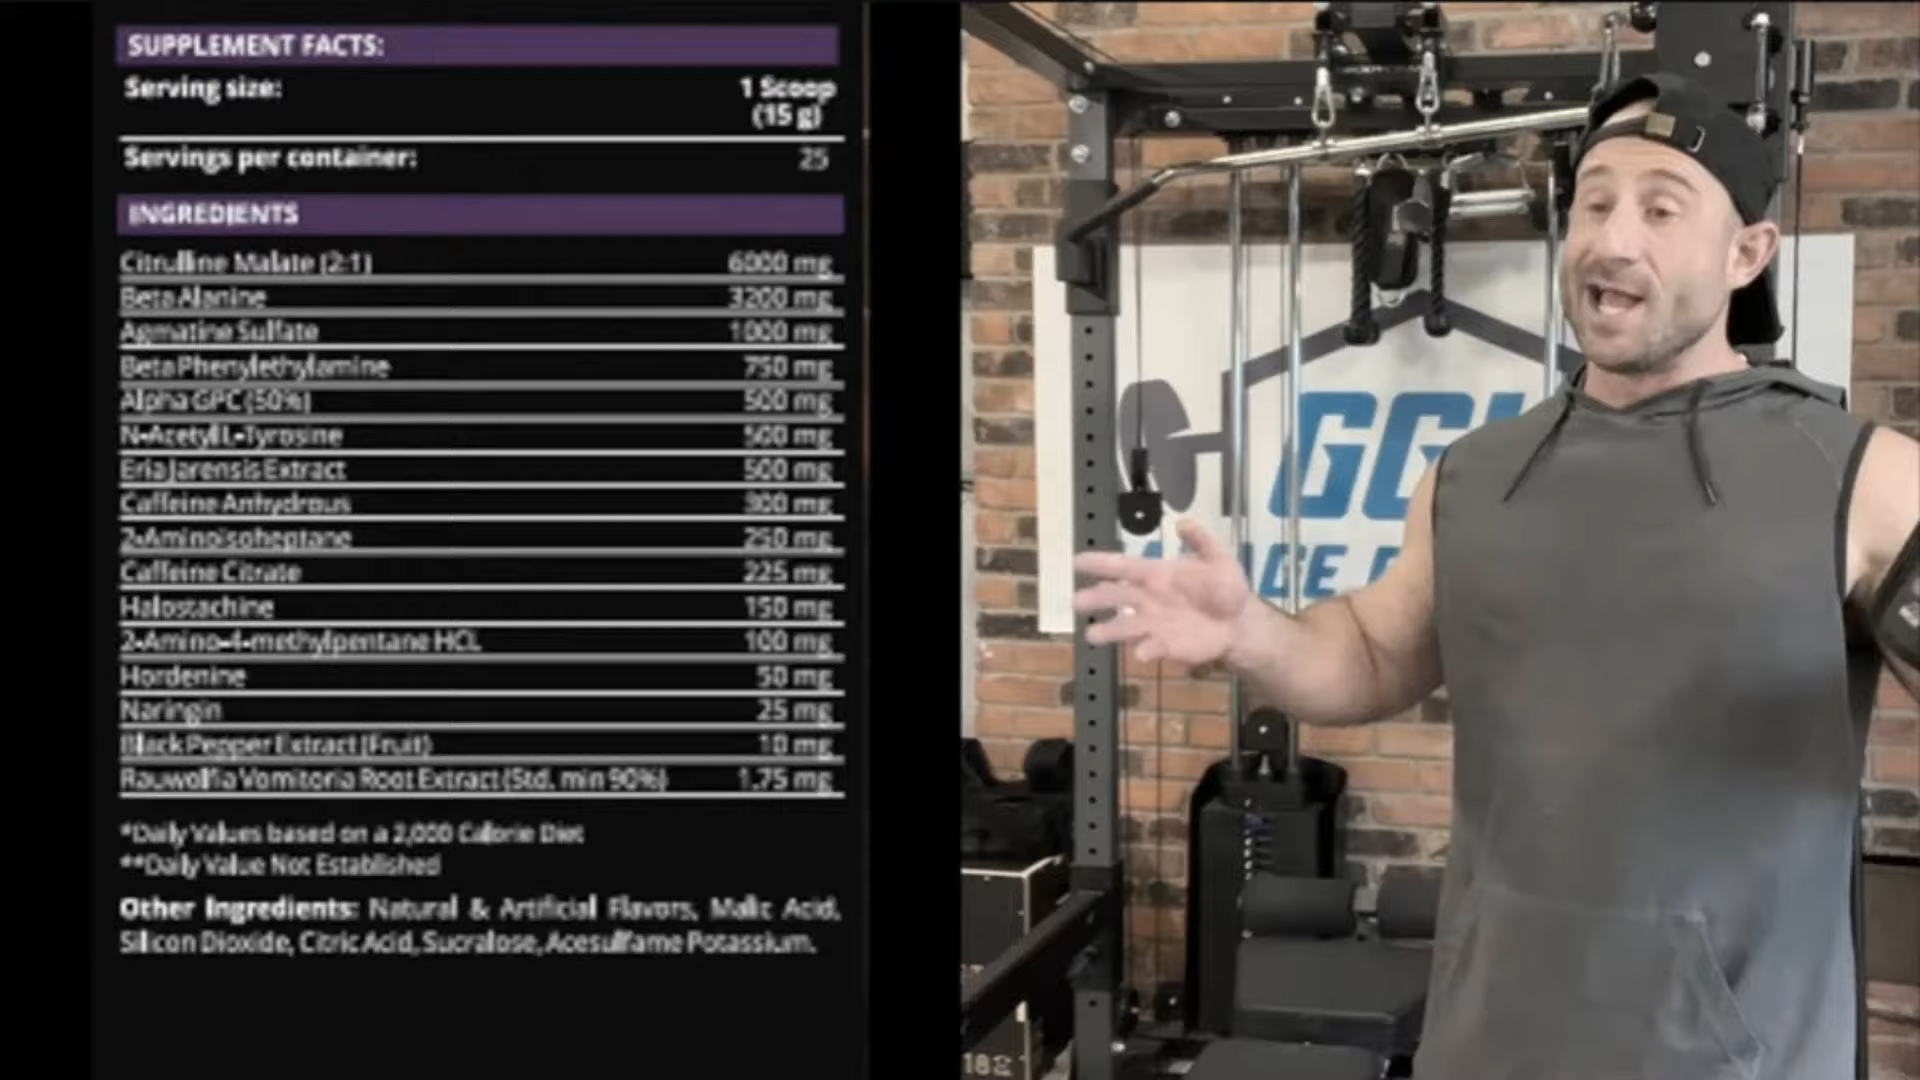 SUPPLEMENT FACTS:
Serving size: 1 Scoop
(15 g)
Servings per container: 25
INGREDIENTS
Citrulline Malate (2:1) 6000 mg
Beta Alanine 3200 mg
Agmatine Sulfate 1000 mg
Beta Phenylethylamine 750 mg
Alpha GPC (50%) 500 mg
N-Acetyl L-Tyrosine 500 mg
Eria Jarensis Extract 500 mg
Caffeine Anhydrous 300 mg
2-Aminoisoheptane 250 mg
Caffeine Citrate 225 mg
Halostachine 150 mg
2-Amino-4-methylpentane HCL 100 mg
Hordenine 50 mg
Naringin 25 mg
Black Pepper Extract (Fruit) 10 mg
Rauwolfia Vomitoria Root Extract (Std. min 90%) 1.75 mg
*Daily Values based on a 2,000 Calorie Diet
**Daily Value Not Established
Other Ingredients: Natural & Artificial Flavors, Malic Acid,
Silicon Dioxide, Citric Acid, Sucralose, Acesulfame Potassium.